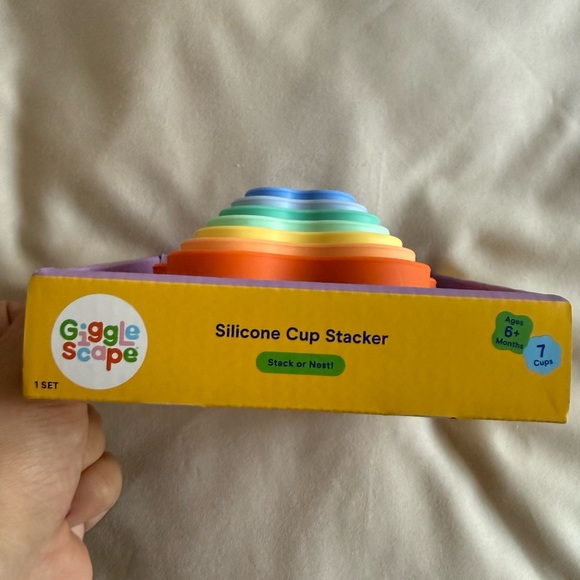 Giggle
Scape
1 SET
Silicone Cup Stacker
Stack or Nest!
Ages
6+
Months
7
Cups